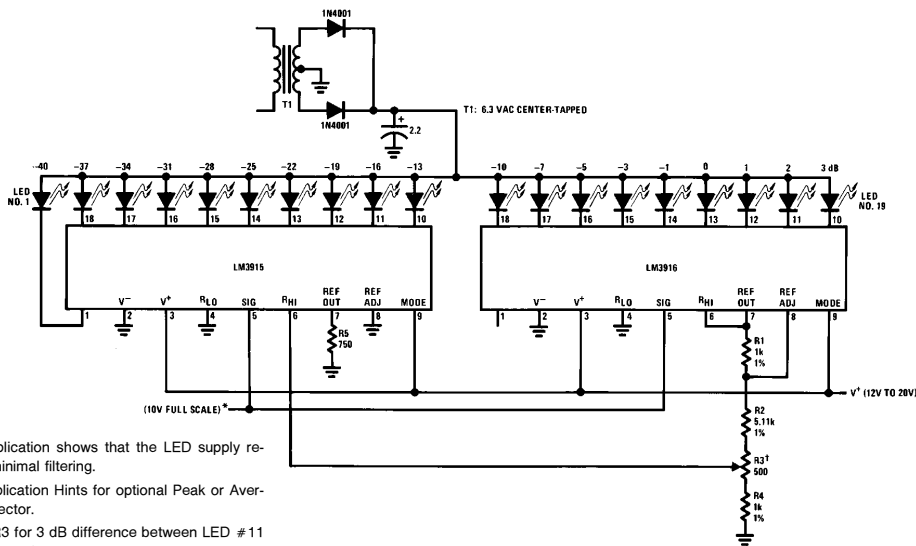 1N4001
T1
1N4001
+
2.2
T1: 6.3 VAC CENTER-TAPPED
-40 -37 -34 -31 -28 -25 -22 -19 -16 -13 -10 -7 -5 -3 -1 0 1 2 3 dB
LED NO. 1
LED NO. 19
18 17 16 15 14 13 12 11 10
18 17 16 15 14 13 12 11 10
LM3915
LM3916
V- V+ RLO SIG RHI REF OUT REF ADJ MODE
V- V+ RLO SIG RHI REF OUT REF ADJ MODE
1 2 3 4 5 6 7 8 9
1 2 3 4 5 6 7 8 9
R5
750
R1
1k
1%
V+ (12V TO 20V)
(10V FULL SCALE)*
R2
5.11k
1%
R3†
500
R4
1k
1%
plication shows that the LED supply re-
minimal filtering.
plication Hints for optional Peak or Aver-
ector.
R3 for 3 dB difference between LED #11